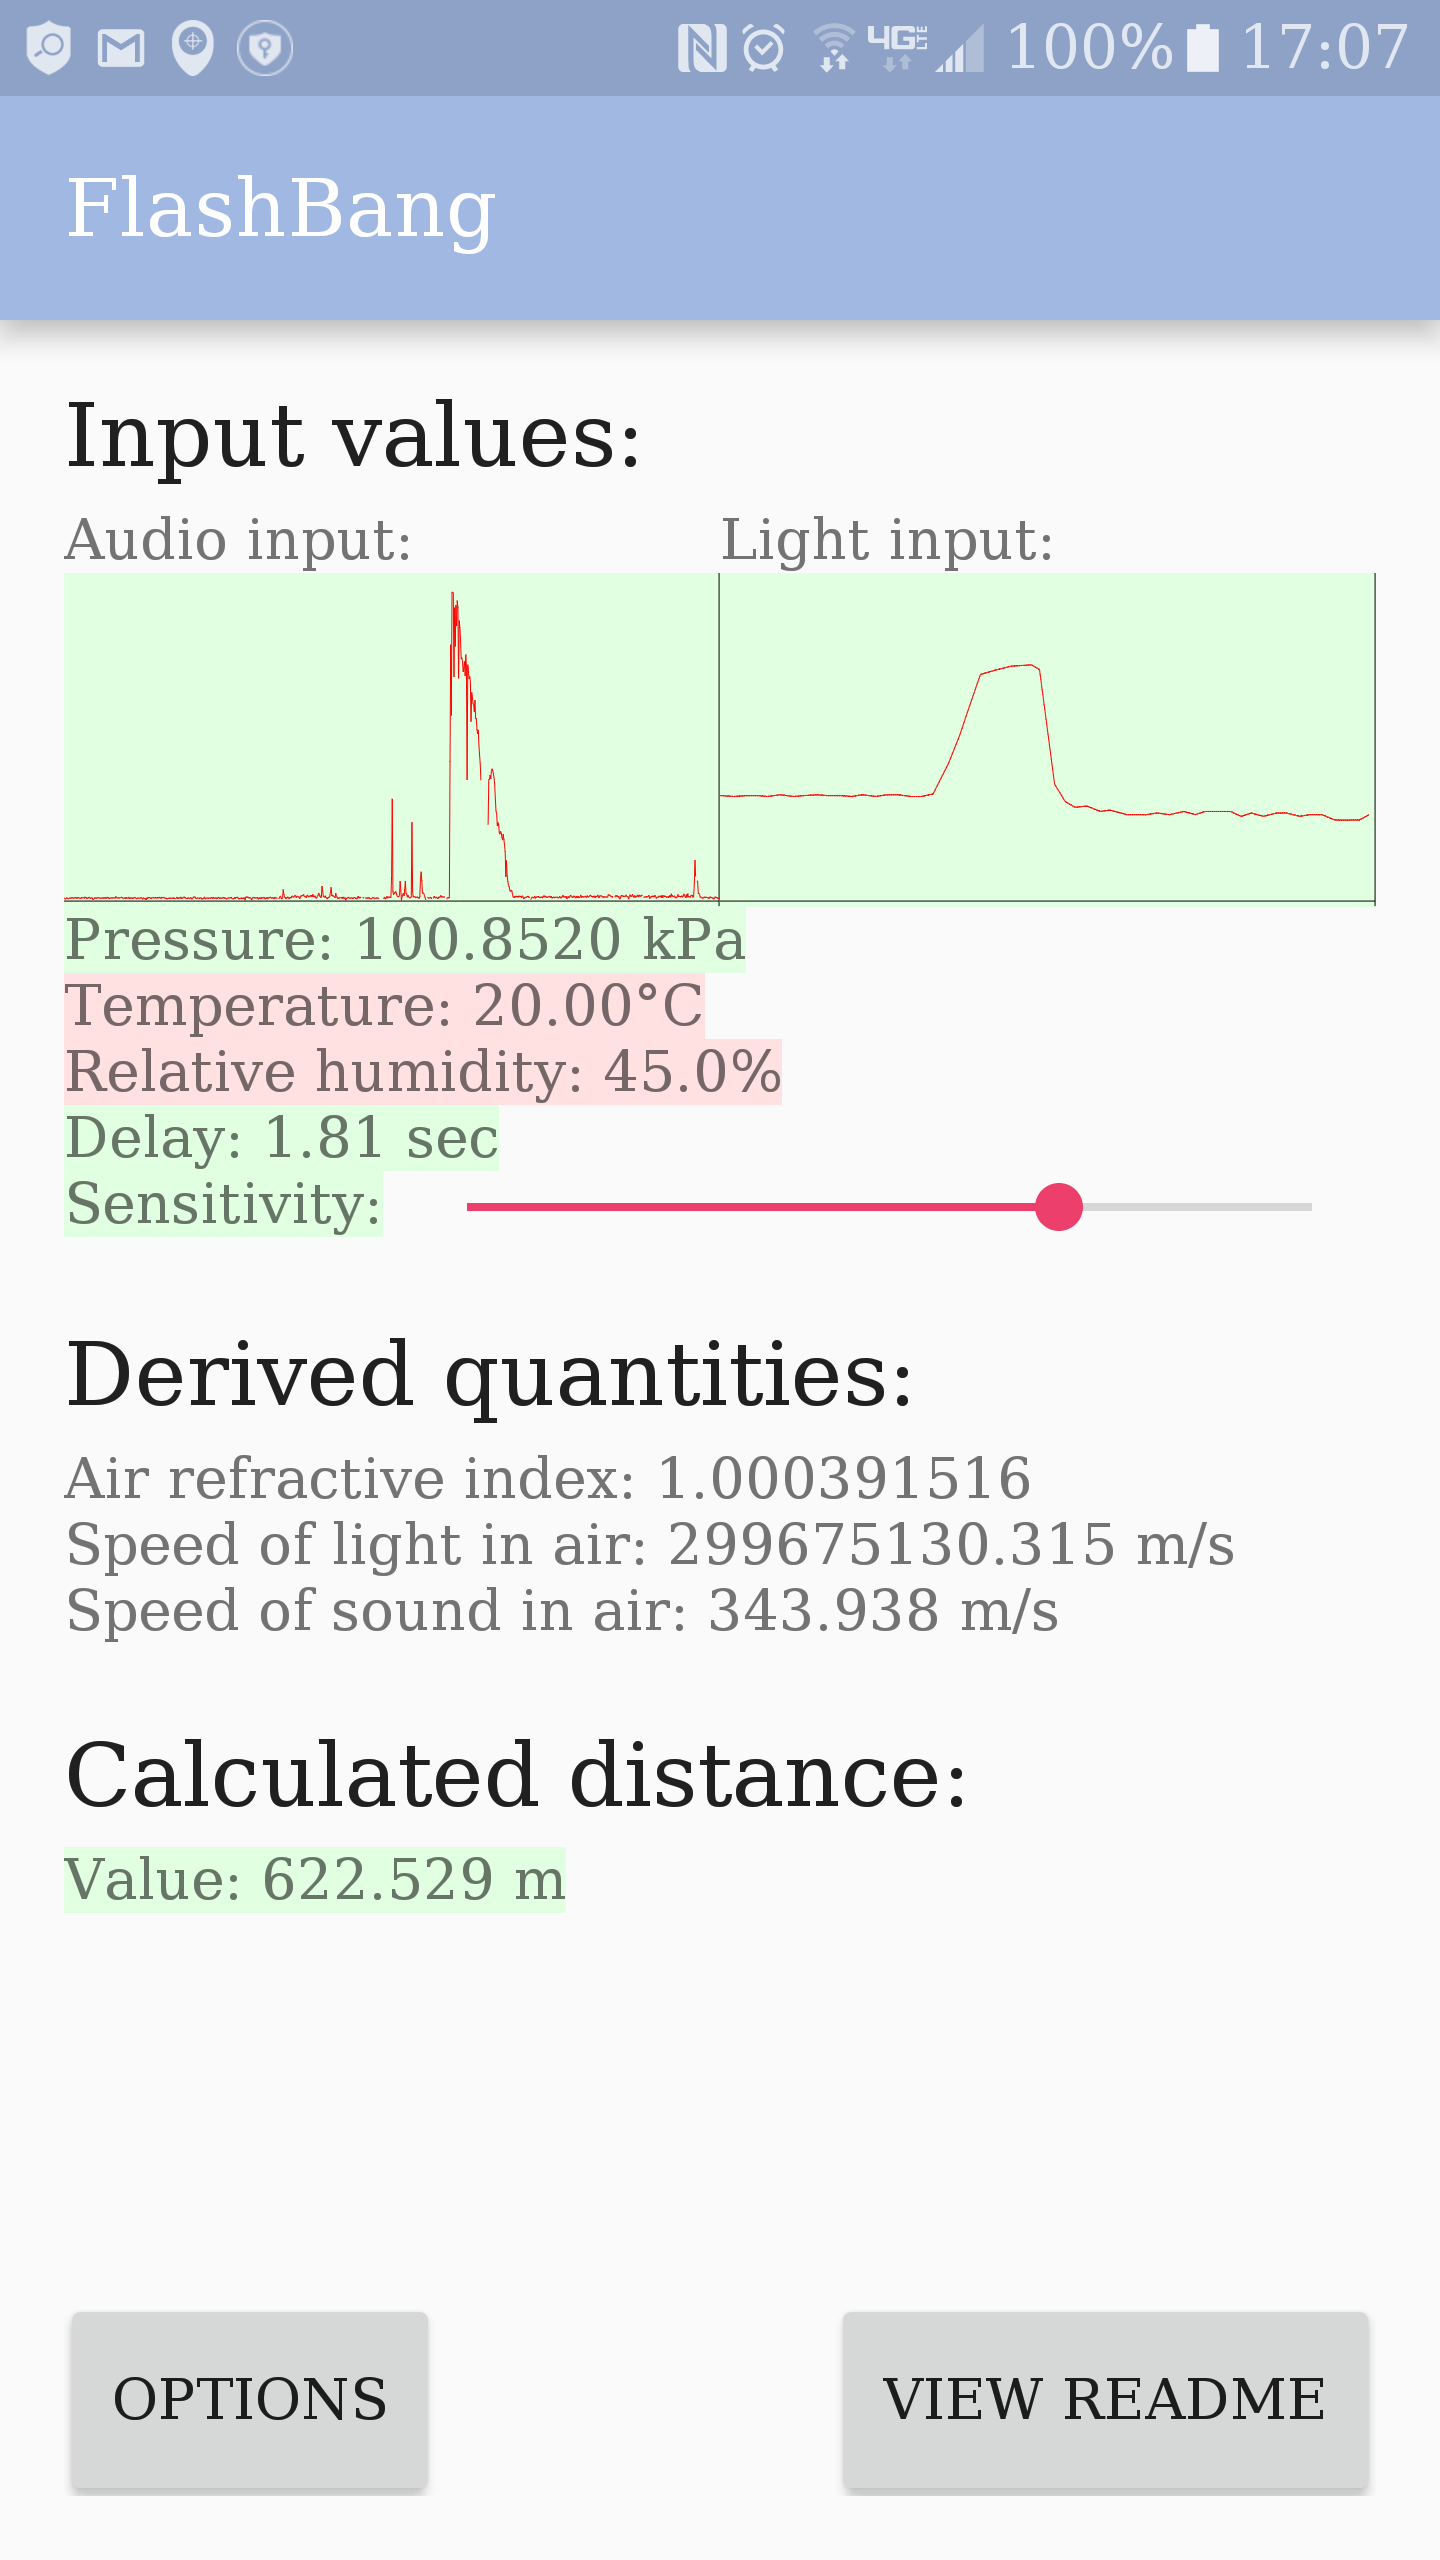 4G LTE 100% 17:07
FlashBang
Input values:
Audio input: Light input:
Pressure: 100.8520 kPa
Temperature: 20.00°C
Relative humidity: 45.0%
Delay: 1.81 sec
Sensitivity:
Derived quantities:
Air refractive index: 1.000391516
Speed of light in air: 299675130.315 m/s
Speed of sound in air: 343.938 m/s
Calculated distance:
Value: 622.529 m
OPTIONS VIEW README